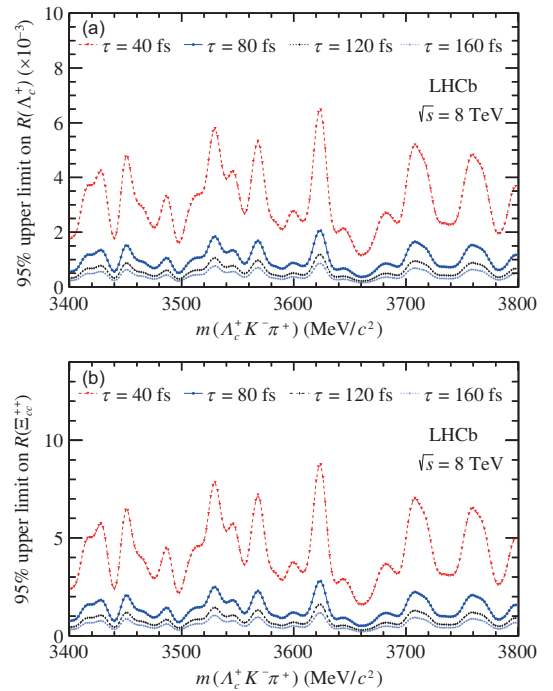 (a)
τ = 40 fs τ = 80 fs τ = 120 fs τ = 160 fs
LHCb
√s = 8 TeV
95% upper limit on R(Λc+) (×10−3)
10
8
6
4
2
0
3400 3500 3600 3700 3800
m(Λc+ K− π+) (MeV/c2)
(b)
τ = 40 fs τ = 80 fs τ = 120 fs τ = 160 fs
LHCb
√s = 8 TeV
95% upper limit on R(Ξcc++)
10
5
0
3400 3500 3600 3700 3800
m(Λc+ K− π+) (MeV/c2)